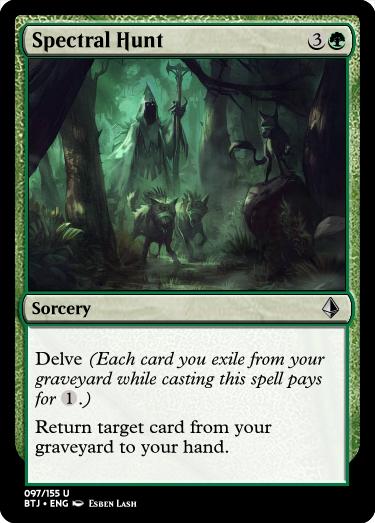 Spectral Hunt 3
Sorcery
Delve (Each card you exile from your
graveyard while casting this spell pays
for 1.)
Return target card from your
graveyard to your hand.
097/155 U
BTJ • ENG Esben Lash